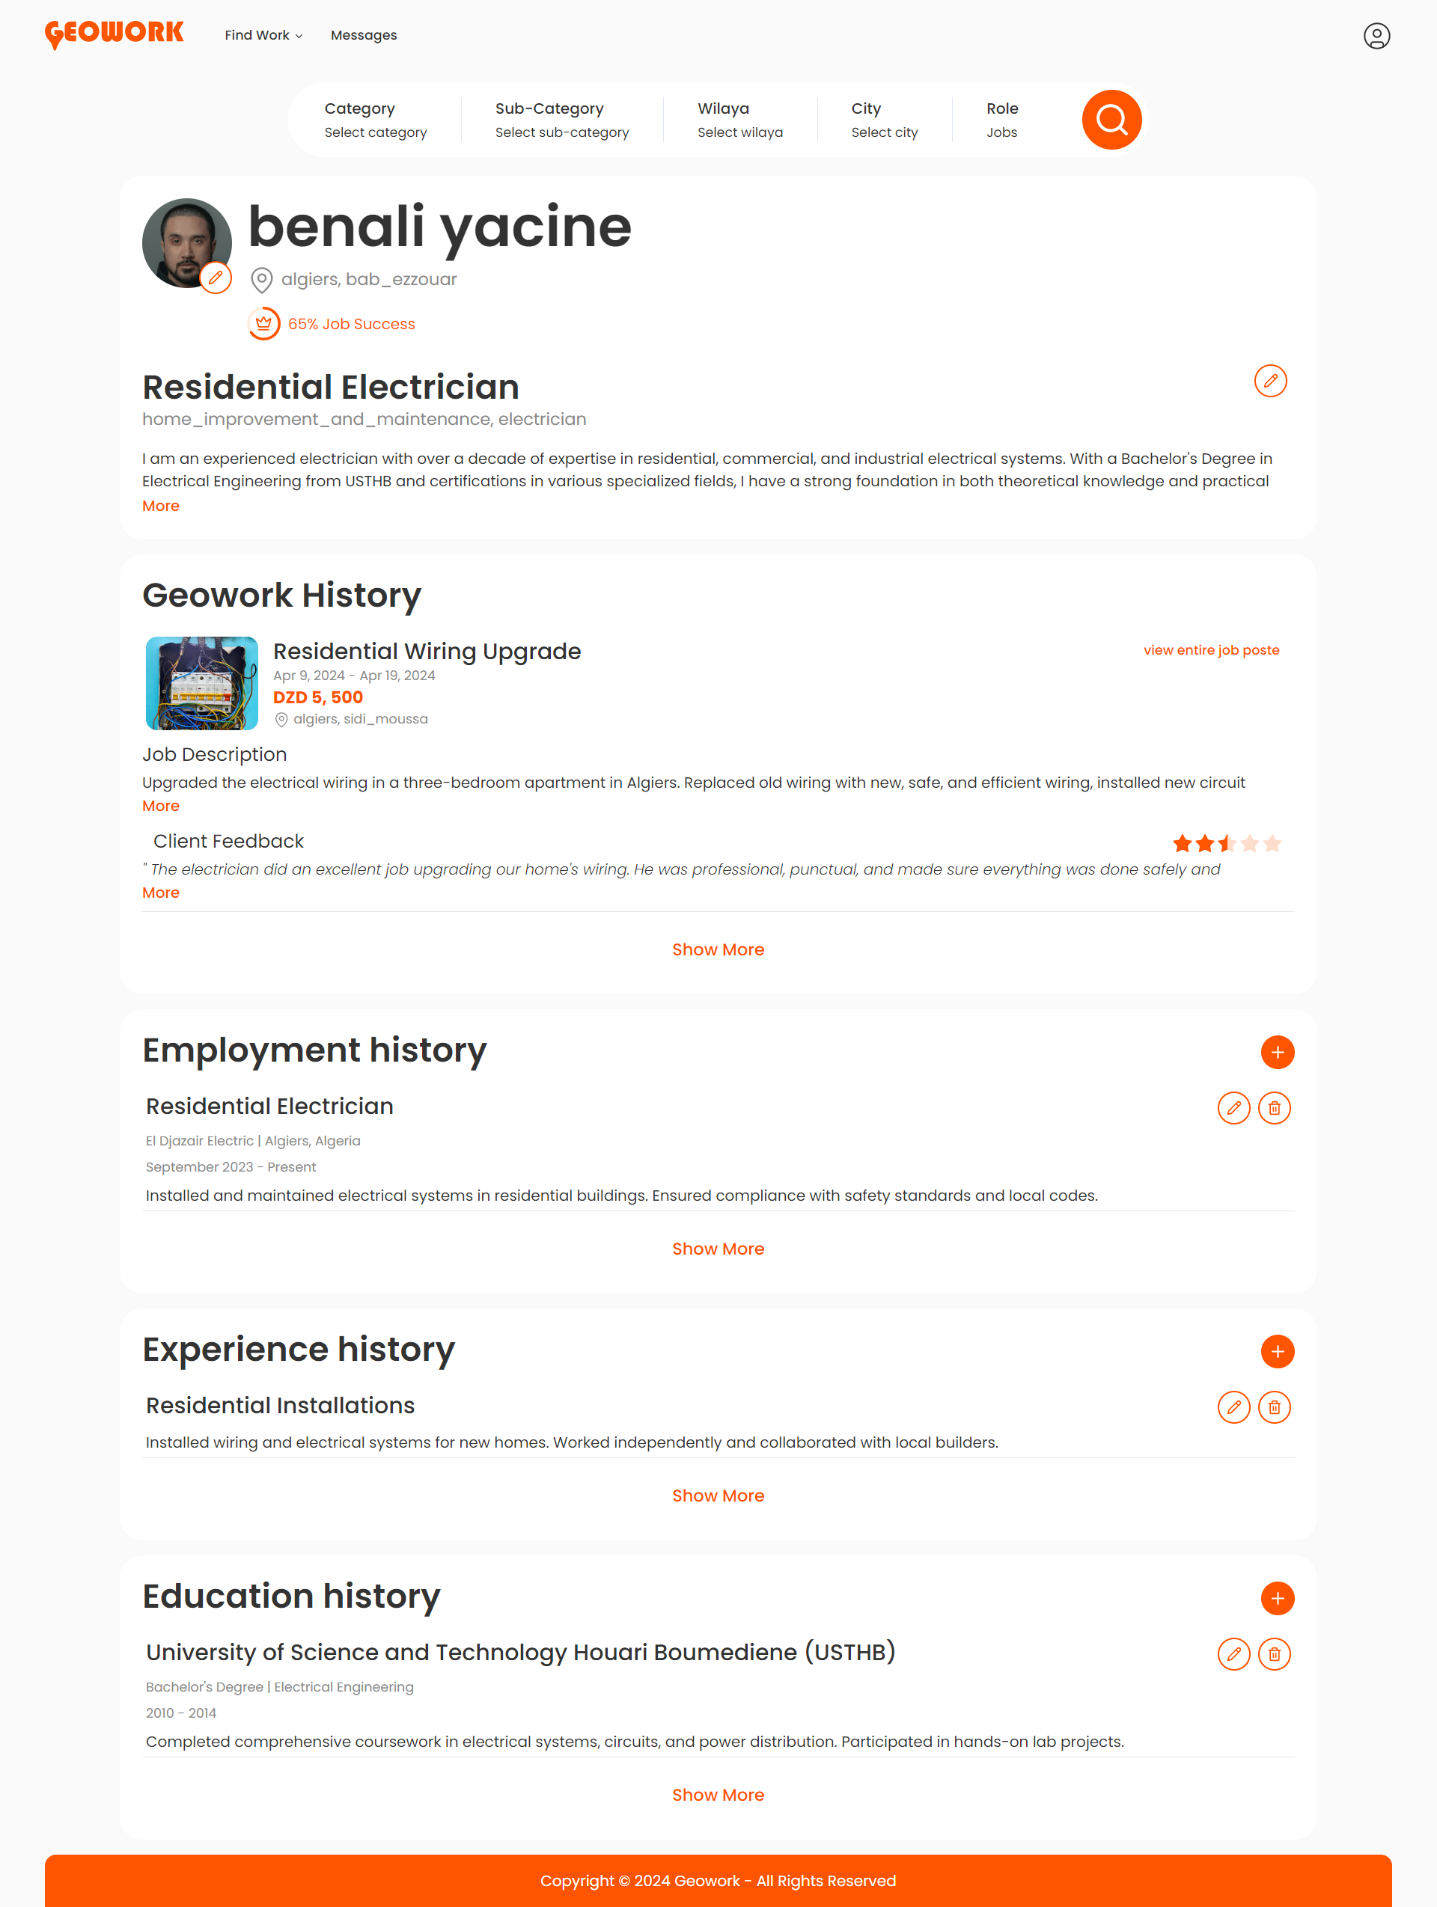 GEOWORK
Find Work
Messages
Category
Select category
Sub-Category
Select sub-category
Wilaya
Select wilaya
City
Select city
Role
Jobs
benali yacine
algiers, bab_ezzouar
65% Job Success
Residential Electrician
home_improvement_and_maintenance, electrician
I am an experienced electrician with over a decade of expertise in residential, commercial, and industrial electrical systems. With a Bachelor's Degree in
Electrical Engineering from USTHB and certifications in various specialized fields, I have a strong foundation in both theoretical knowledge and practical
More
Geowork History
Residential Wiring Upgrade
view entire job poste
Apr 9, 2024 - Apr 19, 2024
DZD 5, 500
algiers, sidi_moussa
Job Description
Upgraded the electrical wiring in a three-bedroom apartment in Algiers. Replaced old wiring with new, safe, and efficient wiring, installed new circuit
More
Client Feedback
" The electrician did an excellent job upgrading our home's wiring. He was professional, punctual, and made sure everything was done safely and
More
Show More
Employment history
Residential Electrician
El Djazair Electric | Algiers, Algeria
September 2023 - Present
Installed and maintained electrical systems in residential buildings. Ensured compliance with safety standards and local codes.
Show More
Experience history
Residential Installations
Installed wiring and electrical systems for new homes. Worked independently and collaborated with local builders.
Show More
Education history
University of Science and Technology Houari Boumediene (USTHB)
Bachelor's Degree | Electrical Engineering
2010 - 2014
Completed comprehensive coursework in electrical systems, circuits, and power distribution. Participated in hands-on lab projects.
Show More
Copyright © 2024 Geowork - All Rights Reserved